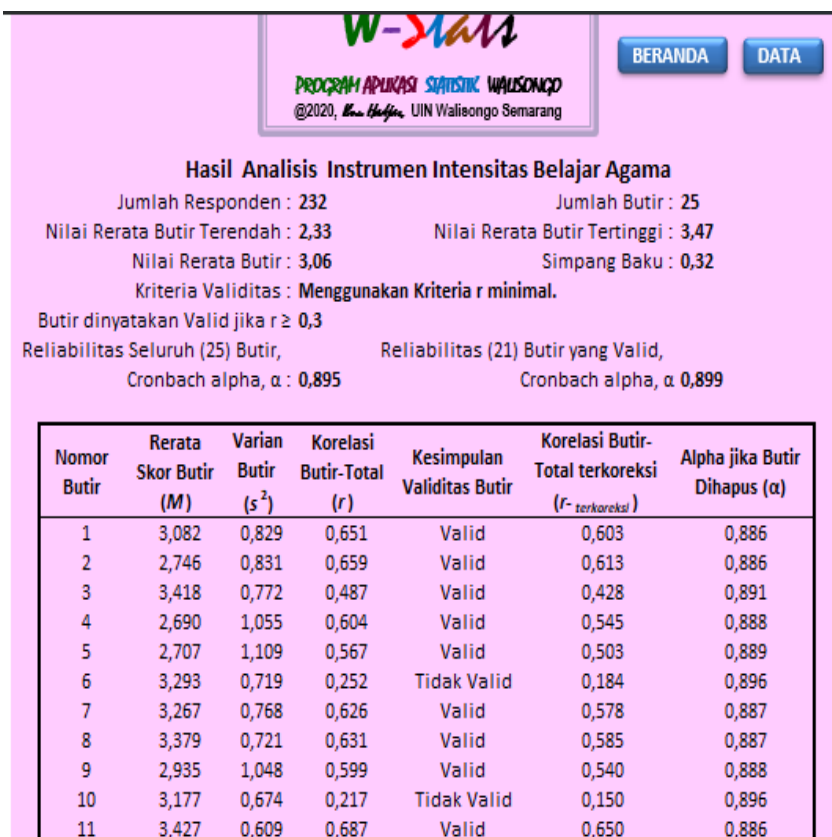 W-Stats
BERANDA DATA
PROGRAM APLIKASI STATISTIK WALISONGO
@2020, UIN Walisongo Semarang
Hasil Analisis Instrumen Intensitas Belajar Agama
Jumlah Responden : 232 Jumlah Butir : 25
Nilai Rerata Butir Terendah : 2,33 Nilai Rerata Butir Tertinggi : 3,47
Nilai Rerata Butir : 3,06 Simpang Baku : 0,32
Kriteria Validitas : Menggunakan Kriteria r minimal.
Butir dinyatakan Valid jika r ≥ 0,3
Reliabilitas Seluruh (25) Butir, Reliabilitas (21) Butir yang Valid,
Cronbach alpha, α : 0,895 Cronbach alpha, α 0,899
Nomor Butir Rerata Skor Butir (M) Varian Butir (s²) Korelasi Butir-Total (r) Kesimpulan Validitas Butir Korelasi Butir-Total terkoreksi (r- terkoreksi) Alpha jika Butir Dihapus (α)
1 3,082 0,829 0,651 Valid 0,603 0,886
2 2,746 0,831 0,659 Valid 0,613 0,886
3 3,418 0,772 0,487 Valid 0,428 0,891
4 2,690 1,055 0,604 Valid 0,545 0,888
5 2,707 1,109 0,567 Valid 0,503 0,889
6 3,293 0,719 0,252 Tidak Valid 0,184 0,896
7 3,267 0,768 0,626 Valid 0,578 0,887
8 3,379 0,721 0,631 Valid 0,585 0,887
9 2,935 1,048 0,599 Valid 0,540 0,888
10 3,177 0,674 0,217 Tidak Valid 0,150 0,896
11 3,427 0,609 0,687 Valid 0,650 0,886